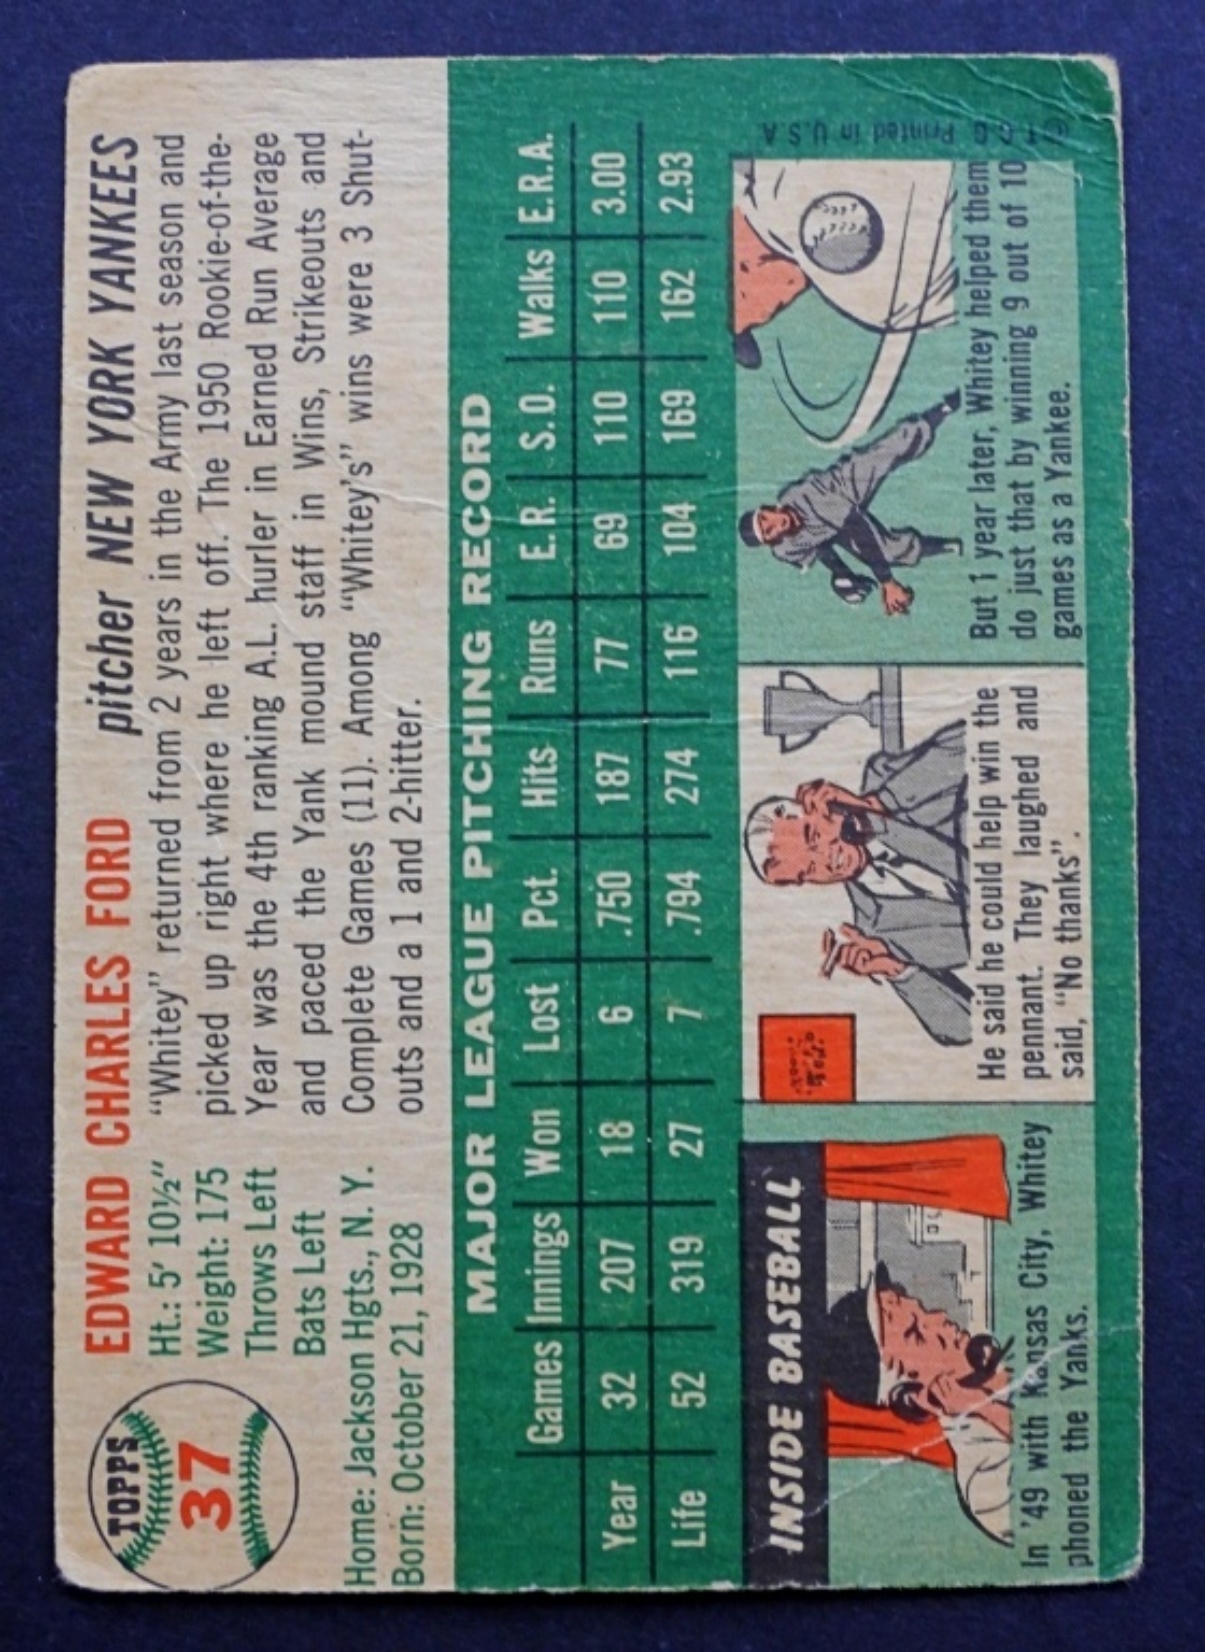 TOPPS
37
EDWARD CHARLES FORD pitcher NEW YORK YANKEES
Ht.: 5' 10½"
Weight: 175
Throws Left
Bats Left
Home: Jackson Hgts., N. Y.
Born: October 21, 1928
"Whitey" returned from 2 years in the Army last season and
picked up right where he left off. The 1950 Rookie-of-the-
Year was the 4th ranking A.L. hurler in Earned Run Average
and paced the Yank mound staff in Wins, Strikeouts and
Complete Games (11). Among "Whitey's" wins were 3 Shut-
outs and a 1 and 2-hitter.
MAJOR LEAGUE PITCHING RECORD
Games Innings Won Lost Pct. Hits Runs E.R. S.O. Walks E.R.A.
Year 32 207 18 6 .750 187 77 69 110 110 3.00
Life 52 319 27 7 .794 274 116 104 169 162 2.93
INSIDE BASEBALL
In '49 with Kansas City, Whitey
phoned the Yanks.
He said he could help win the
pennant. They laughed and
said, "No thanks".
But 1 year later, Whitey helped them
do just that by winning 9 out of 10
games as a Yankee.
Printed in U.S.A